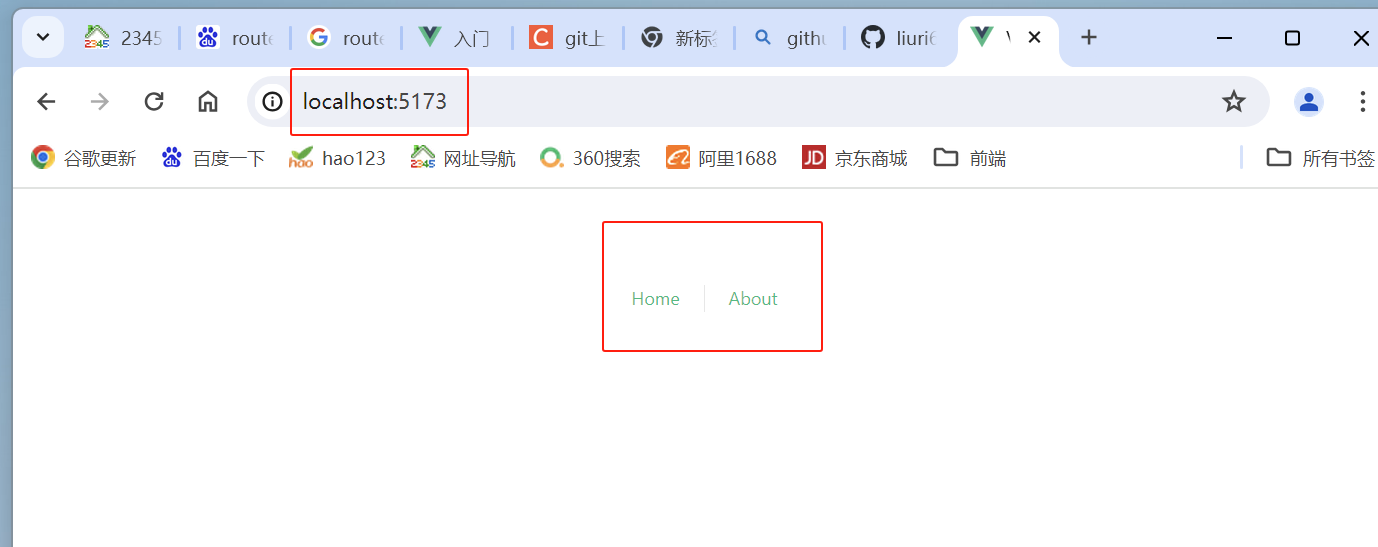 2345 route route 入门 git上 新标签 githu liuri6 V
localhost:5173
谷歌更新 百度一下 hao123 网址导航 360搜索 阿里1688 京东商城 前端 所有书签
Home About